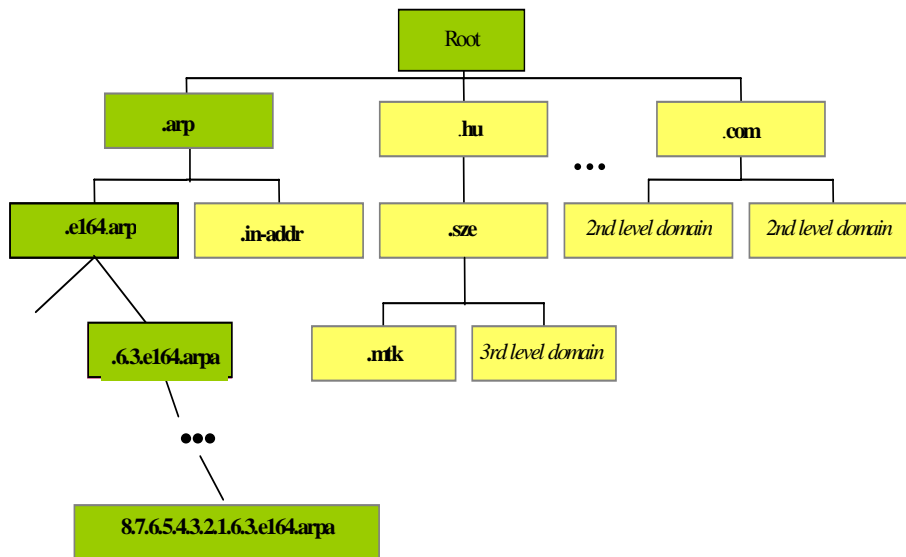 Root
.arp
.hu
.com
...
.e164.arp
.in-addr
.sze
2nd level domain
2nd level domain
.6.3.e164.arpa
.mtk
3rd level domain
...
8.7.6.5.4.3.2.1.6.3.e164.arpa